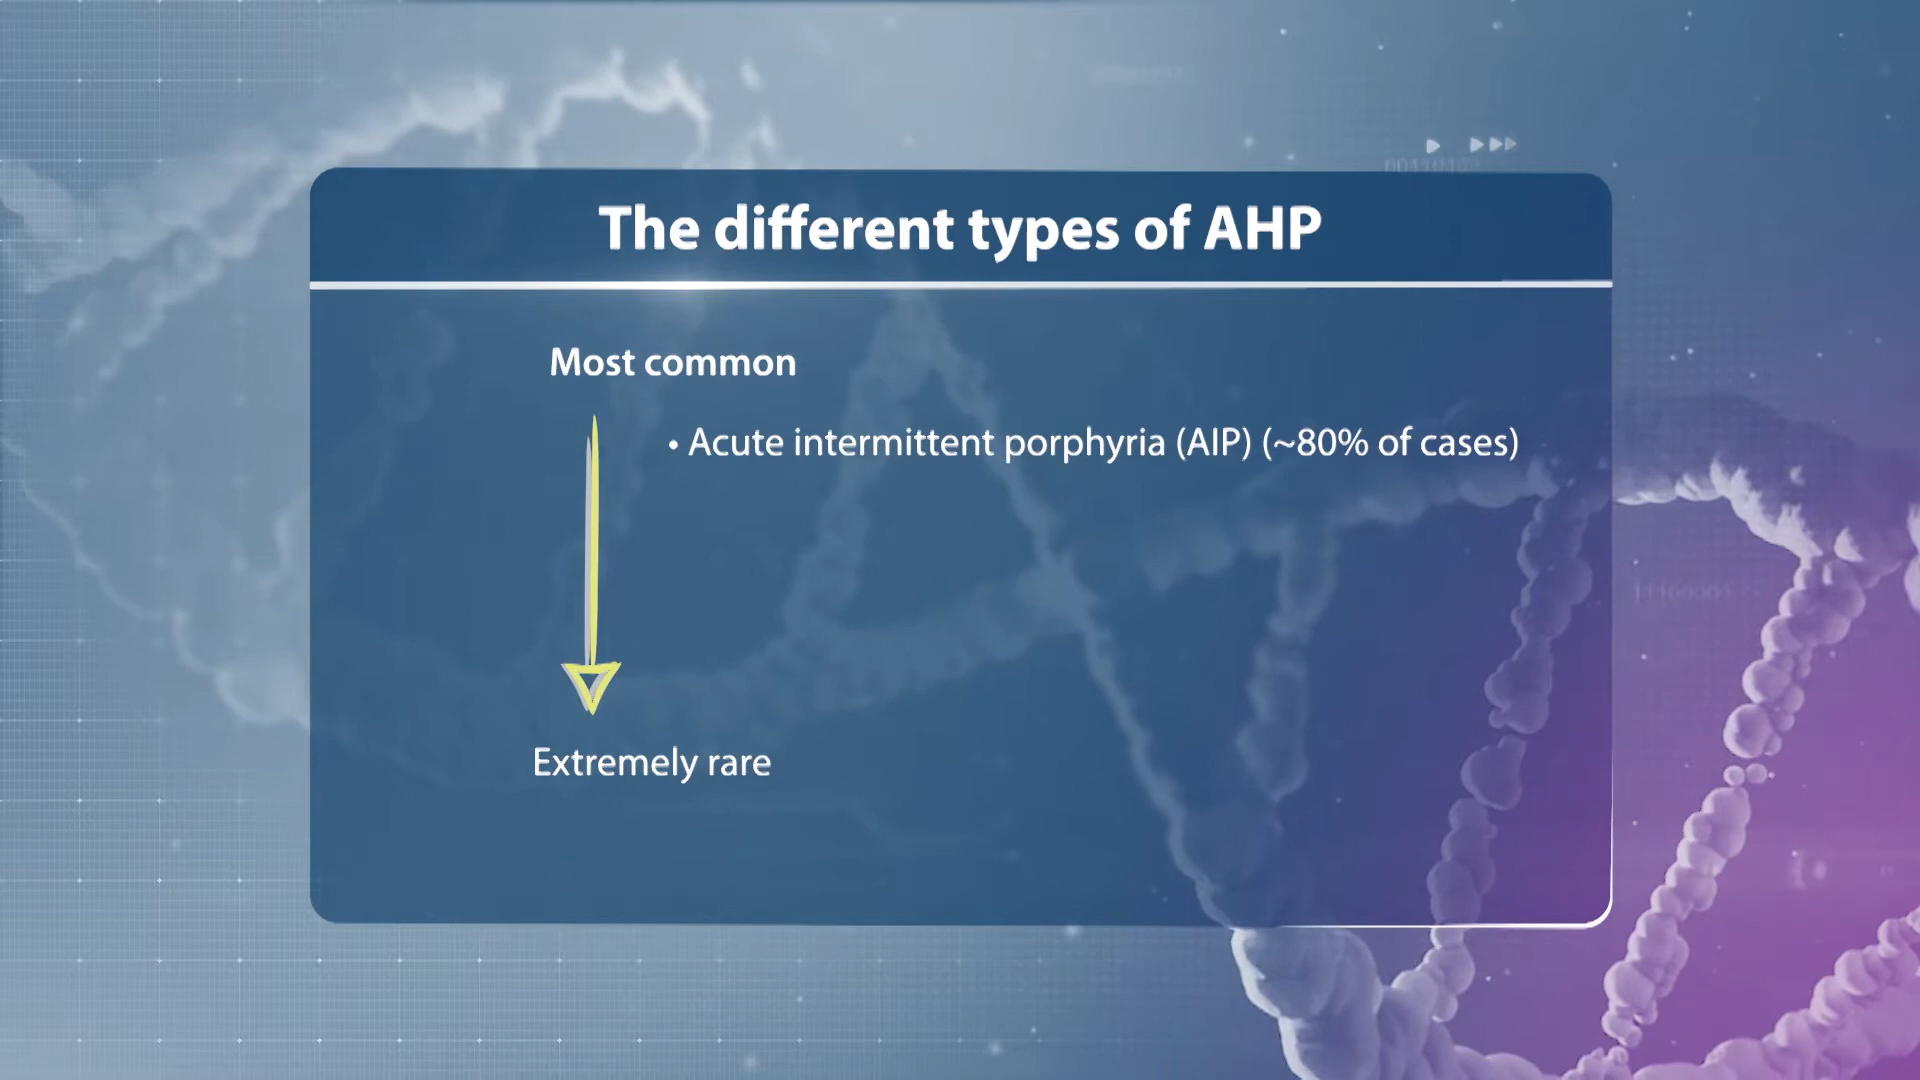 The different types of AHP
Most common
• Acute intermittent porphyria (AIP) (~80% of cases)
Extremely rare